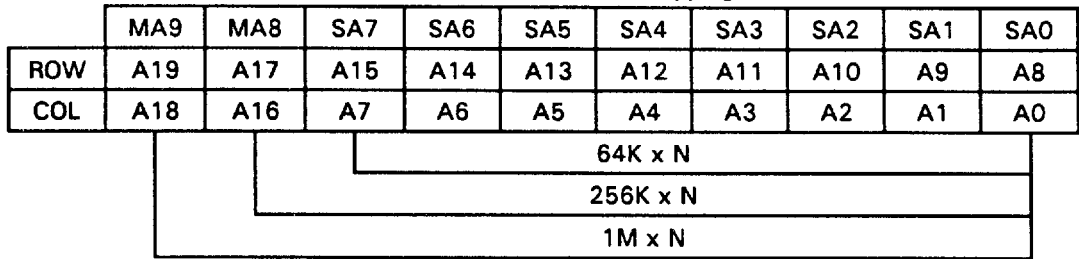 MA9 MA8 SA7 SA6 SA5 SA4 SA3 SA2 SA1 SA0
ROW A19 A17 A15 A14 A13 A12 A11 A10 A9 A8
COL A18 A16 A7 A6 A5 A4 A3 A2 A1 A0
64K x N
256K x N
1M x N